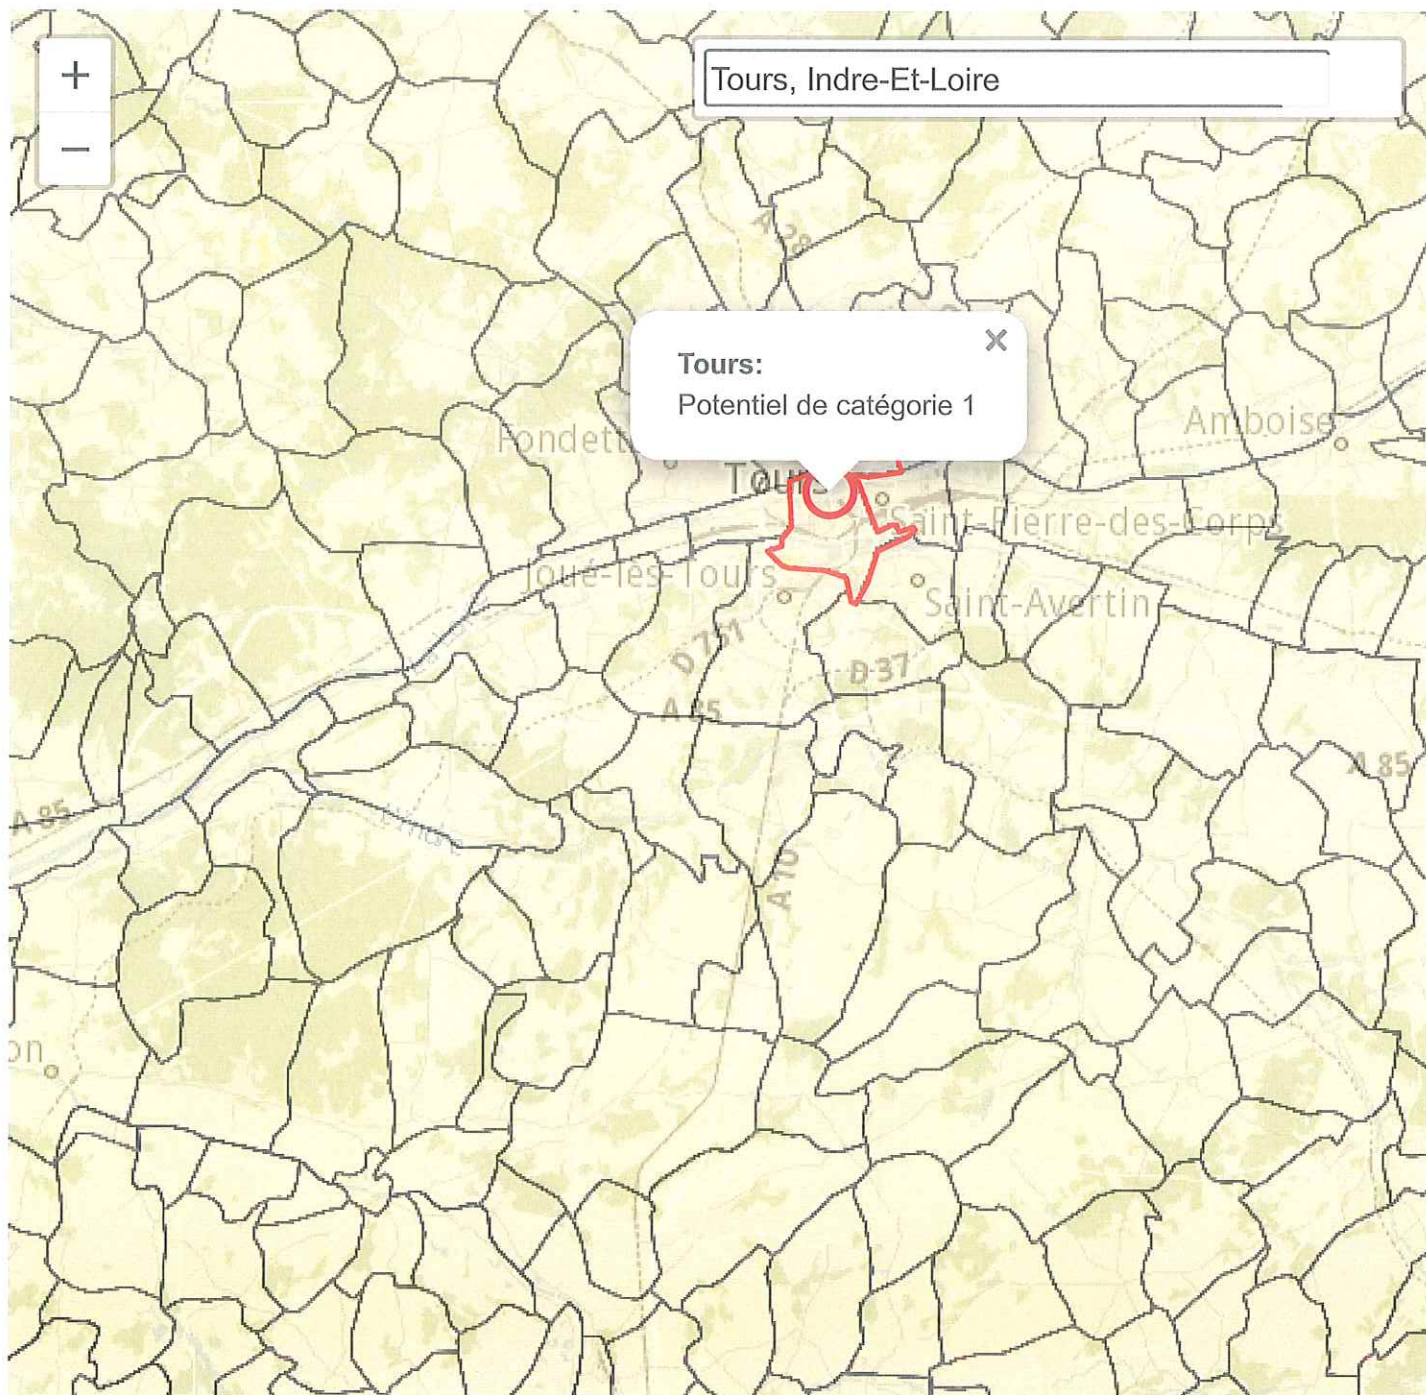 +
Tours, Indre-Et-Loire
−
A 28
×
Tours:
Potentiel de catégorie 1
Amboise
Fondett
Tours
Saint-Pierre-des-Corps
Joué-lès-Tours
Saint-Avertin
D 751
D 37
A 85
A 85
A 85
Indre
A 10
on